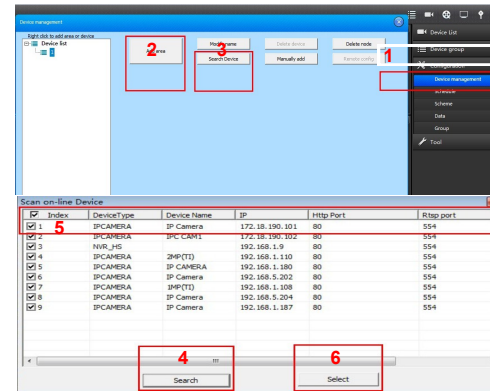 Device management
Right click to add area or device
Device list
1
2
Add area
Modify name
3
Search Device
Delete device
Manually add
Delete node
Remote config
1
Device List
Device group
Configuration
Device management
Schedule
Scheme
Data
Group
Tool
Scan on-line Device
Index DeviceType Device Name IP Http Port Rtsp port
1 IPCAMERA IP Camera 172.18.190.101 80 554
5
2 IPCAMERA IPC CAM1 172.18.190.102 80 554
3 NVR_HS 192.168.1.9 80 554
4 IPCAMERA 2MP(TI) 192.168.1.110 80 554
5 IPCAMERA IP CAMERA 192.168.1.180 80 554
6 IPCAMERA IP Camera 192.168.5.202 80 554
7 IPCAMERA 1MP(TI) 192.168.1.108 80 554
8 IPCAMERA IP Camera 192.168.5.204 80 554
9 IPCAMERA IP Camera 192.168.1.187 80 554
4
Search
6
Select